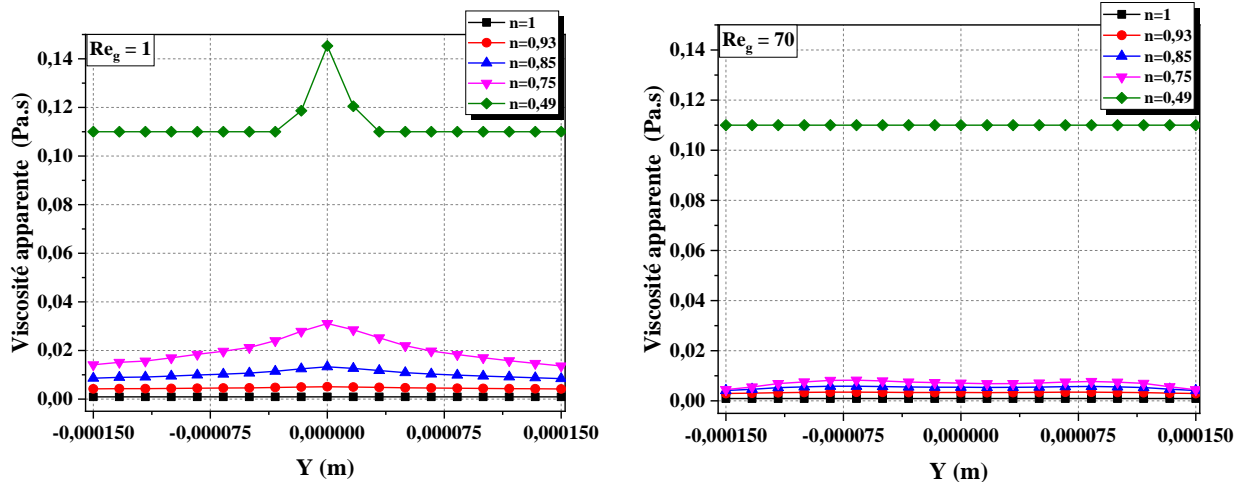 Re_g = 1
n=1
n=0,93
n=0,85
n=0,75
n=0,49
Viscosité apparente (Pa.s)
0,14
0,12
0,10
0,08
0,06
0,04
0,02
0,00
-0,000150
-0,000075
0,000000
0,000075
0,000150
Y (m)
Re_g = 70
n=1
n=0,93
n=0,85
n=0,75
n=0,49
Viscosité apparente (Pa.s)
0,14
0,12
0,10
0,08
0,06
0,04
0,02
0,00
-0,000150
-0,000075
0,000000
0,000075
0,000150
Y (m)